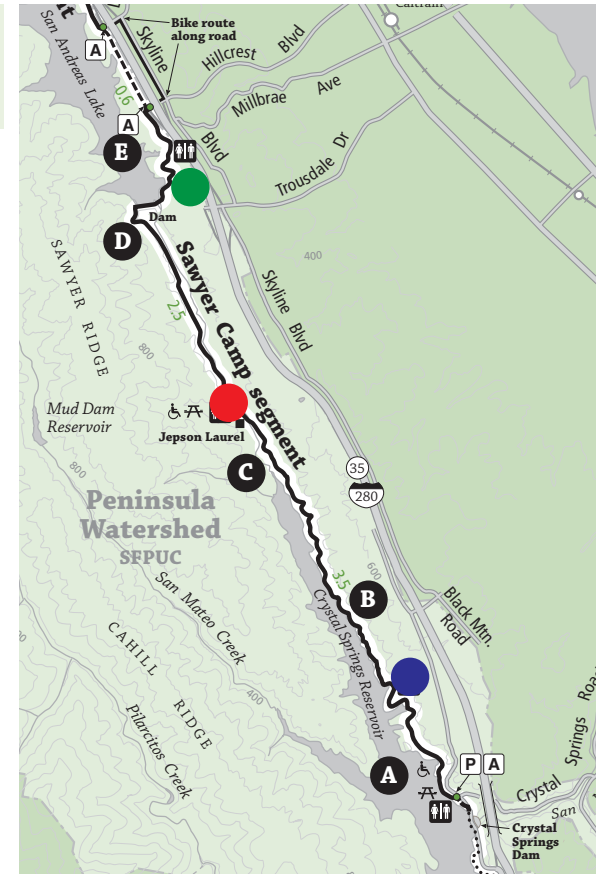 San Andreas Lake
Bike route
along road
Skyline
Blvd
Hillcrest Blvd
Millbrae Ave
Trousdale Dr
A
0.6
A
E
Dam
D
SAWYER RIDGE
2.5
Sawyer Camp segment
400
Skyline Blvd
800
Mud Dam
Reservoir
Jepson Laurel
C
35
280
800
Peninsula
Watershed
SFPUC
San Mateo Creek
3.5
600
B
Black Mtn.
Road
Crystal Springs Reservoir
CAHILL RIDGE
Pilarcitos Creek
400
A
P A
Crystal Springs
San
Crystal
Springs
Dam